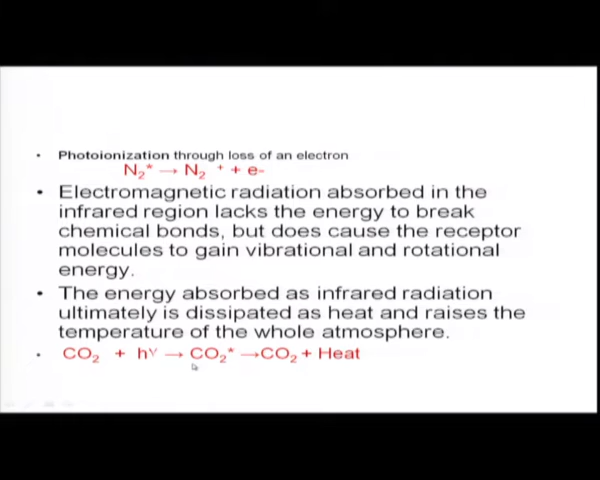 • Photoionization through loss of an electron
N₂* → N₂ ⁺ + e-
• Electromagnetic radiation absorbed in the
infrared region lacks the energy to break
chemical bonds, but does cause the receptor
molecules to gain vibrational and rotational
energy.
• The energy absorbed as infrared radiation
ultimately is dissipated as heat and raises the
temperature of the whole atmosphere.
• CO₂ + hν → CO₂* →CO₂ + Heat